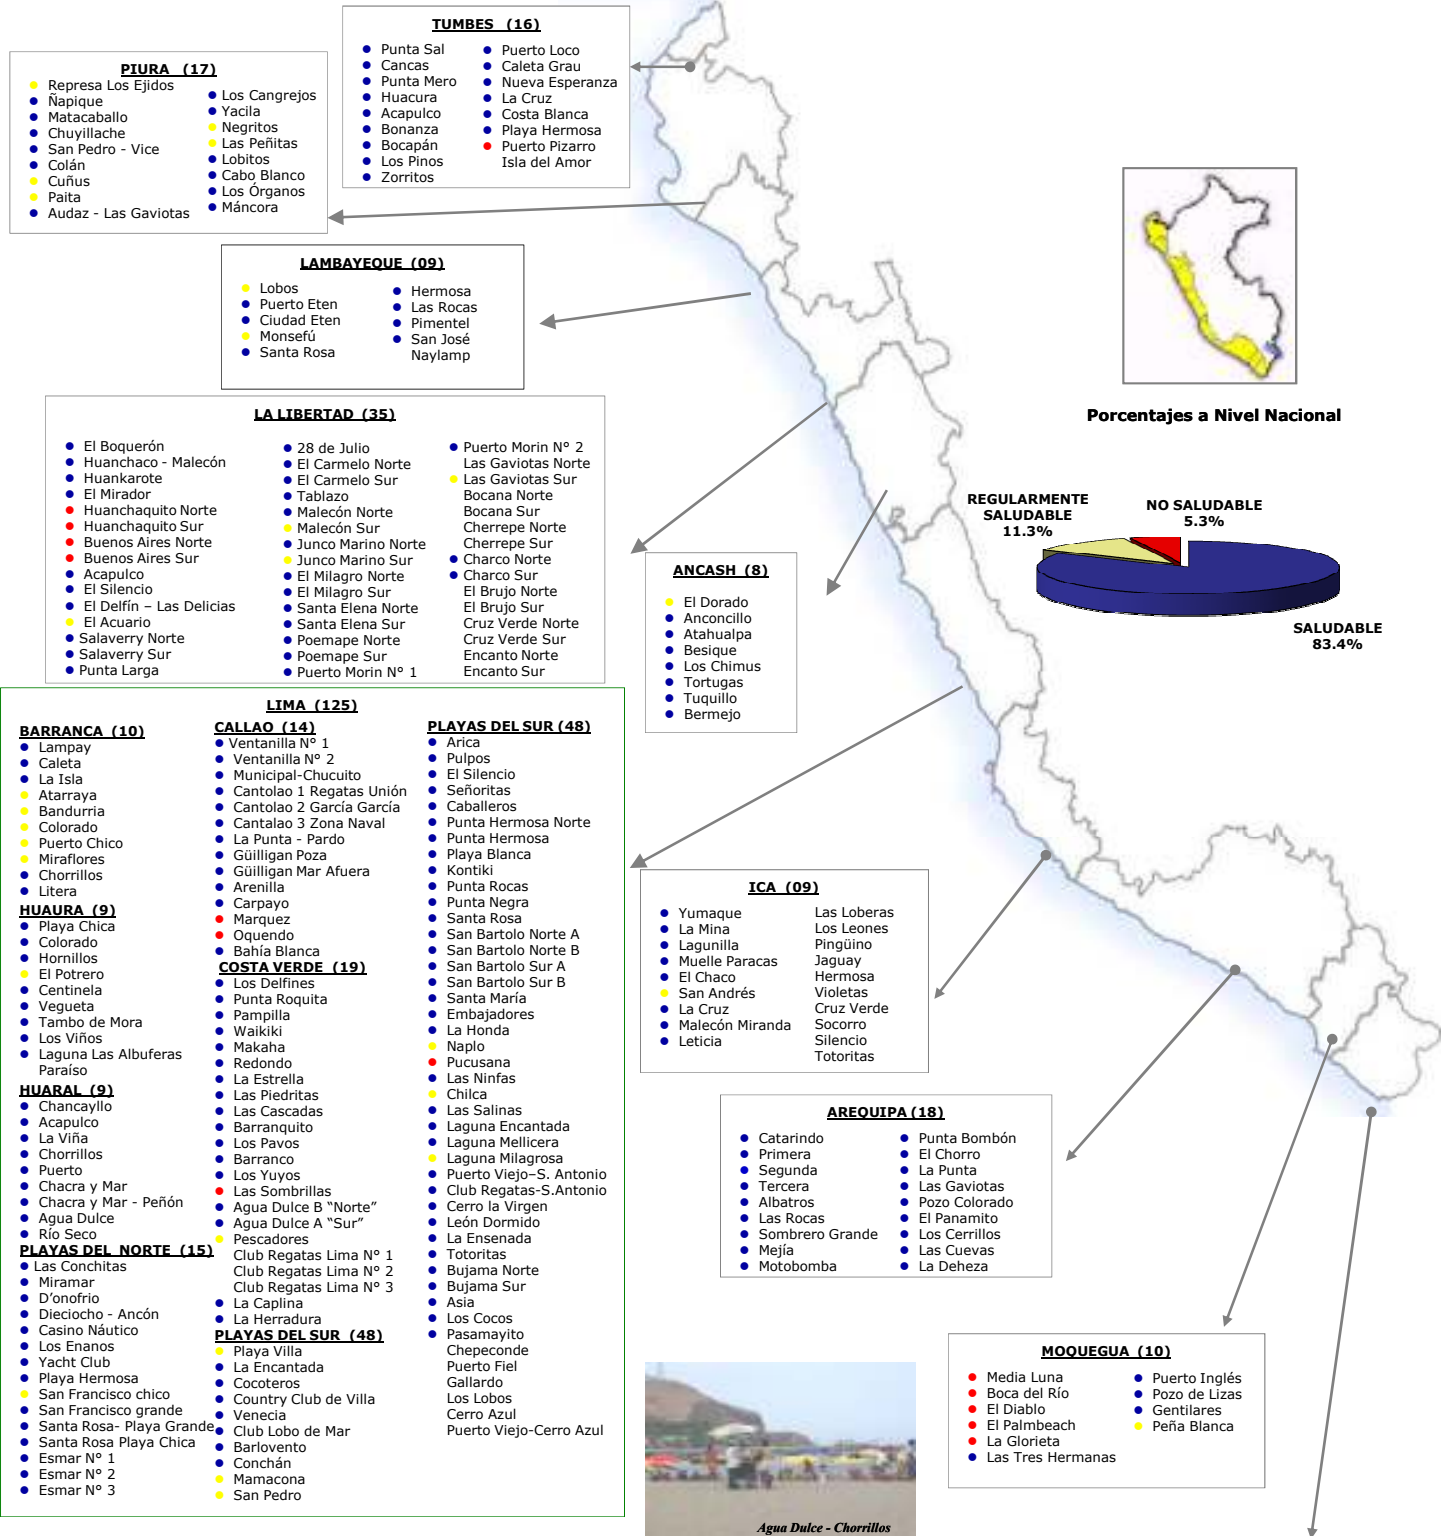 TUMBES (16)
Punta Sal
Cancas
Punta Mero
Huacura
Acapulco
Bonanza
Bocapán
Los Pinos
Zorritos
Puerto Loco
Caleta Grau
Nueva Esperanza
La Cruz
Costa Blanca
Playa Hermosa
Puerto Pizarro
Isla del Amor
PIURA (17)
Represa Los Ejidos
Ñapique
Matacaballo
Chuyillache
San Pedro - Vice
Colán
Cuñus
Paita
Audaz - Las Gaviotas
Los Cangrejos
Yacila
Negritos
Las Peñitas
Lobitos
Cabo Blanco
Los Órganos
Máncora
LAMBAYEQUE (09)
Lobos
Puerto Eten
Ciudad Eten
Monsefú
Santa Rosa
Hermosa
Las Rocas
Pimentel
San José
Naylamp
LA LIBERTAD (35)
El Boquerón
Huanchaco - Malecón
Huankarote
El Mirador
Huanchaquito Norte
Huanchaquito Sur
Buenos Aires Norte
Buenos Aires Sur
Acapulco
El Silencio
El Delfín – Las Delicias
El Acuario
Salaverry Norte
Salaverry Sur
Punta Larga
28 de Julio
El Carmelo Norte
El Carmelo Sur
Tablazo
Malecón Norte
Malecón Sur
Junco Marino Norte
Junco Marino Sur
El Milagro Norte
El Milagro Sur
Santa Elena Norte
Santa Elena Sur
Poemape Norte
Poemape Sur
Puerto Morin N° 1
Puerto Morin N° 2
Las Gaviotas Norte
Las Gaviotas Sur
Bocana Norte
Bocana Sur
Cherrepe Norte
Cherrepe Sur
Charco Norte
Charco Sur
El Brujo Norte
El Brujo Sur
Cruz Verde Norte
Cruz Verde Sur
Encanto Norte
Encanto Sur
Porcentajes a Nivel Nacional
REGULARMENTE
SALUDABLE
11.3%
NO SALUDABLE
5.3%
SALUDABLE
83.4%
ANCASH (8)
El Dorado
Anconcillo
Atahualpa
Besique
Los Chimus
Tortugas
Tuquillo
Bermejo
LIMA (125)
BARRANCA (10)
Lampay
Caleta
La Isla
Atarraya
Bandurria
Colorado
Puerto Chico
Miraflores
Chorrillos
Litera
HUAURA (9)
Playa Chica
Colorado
Hornillos
El Potrero
Centinela
Vegueta
Tambo de Mora
Los Viños
Laguna Las Albuferas
Paraíso
HUARAL (9)
Chancayllo
Acapulco
La Viña
Chorrillos
Puerto
Chacra y Mar
Chacra y Mar - Peñón
Agua Dulce
Río Seco
PLAYAS DEL NORTE (15)
Las Conchitas
Miramar
D'onofrio
Dieciocho - Ancón
Casino Náutico
Los Enanos
Yacht Club
Playa Hermosa
San Francisco chico
San Francisco grande
Santa Rosa- Playa Grande
Santa Rosa Playa Chica
Esmar N° 1
Esmar N° 2
Esmar N° 3
CALLAO (14)
Ventanilla N° 1
Ventanilla N° 2
Municipal-Chucuito
Cantolao 1 Regatas Unión
Cantolao 2 García García
Cantalao 3 Zona Naval
La Punta - Pardo
Güilligan Poza
Güilligan Mar Afuera
Arenilla
Carpayo
Marquez
Oquendo
Bahía Blanca
COSTA VERDE (19)
Los Delfines
Punta Roquita
Pampilla
Waikiki
Makaha
Redondo
La Estrella
Las Piedritas
Las Cascadas
Barranquito
Los Pavos
Barranco
Los Yuyos
Las Sombrillas
Agua Dulce B “Norte”
Agua Dulce A “Sur”
Pescadores
Club Regatas Lima N° 1
Club Regatas Lima N° 2
Club Regatas Lima N° 3
La Caplina
La Herradura
PLAYAS DEL SUR (48)
Playa Villa
La Encantada
Cocoteros
Country Club de Villa
Venecia
Club Lobo de Mar
Barlovento
Conchán
Mamacona
San Pedro
PLAYAS DEL SUR (48)
Arica
Pulpos
El Silencio
Señoritas
Caballeros
Punta Hermosa Norte
Punta Hermosa
Playa Blanca
Kontiki
Punta Rocas
Punta Negra
Santa Rosa
San Bartolo Norte A
San Bartolo Norte B
San Bartolo Sur A
San Bartolo Sur B
Santa María
Embajadores
La Honda
Naplo
Pucusana
Las Ninfas
Chilca
Las Salinas
Laguna Encantada
Laguna Mellicera
Laguna Milagrosa
Puerto Viejo–S. Antonio
Club Regatas-S.Antonio
Cerro la Virgen
León Dormido
La Ensenada
Totoritas
Bujama Norte
Bujama Sur
Asia
Los Cocos
Pasamayito
Chepeconde
Puerto Fiel
Gallardo
Los Lobos
Cerro Azul
Puerto Viejo-Cerro Azul
ICA (09)
Yumaque
La Mina
Lagunilla
Muelle Paracas
El Chaco
San Andrés
La Cruz
Malecón Miranda
Leticia
Las Loberas
Los Leones
Pingüino
Jaguay
Hermosa
Violetas
Cruz Verde
Socorro
Silencio
Totoritas
AREQUIPA (18)
Catarindo
Primera
Segunda
Tercera
Albatros
Las Rocas
Sombrero Grande
Mejía
Motobomba
Punta Bombón
El Chorro
La Punta
Las Gaviotas
Pozo Colorado
El Panamito
Los Cerrillos
Las Cuevas
La Deheza
MOQUEGUA (10)
Media Luna
Boca del Río
El Diablo
El Palmbeach
La Glorieta
Las Tres Hermanas
Puerto Inglés
Pozo de Lizas
Gentilares
Peña Blanca
Agua Dulce - Chorrillos